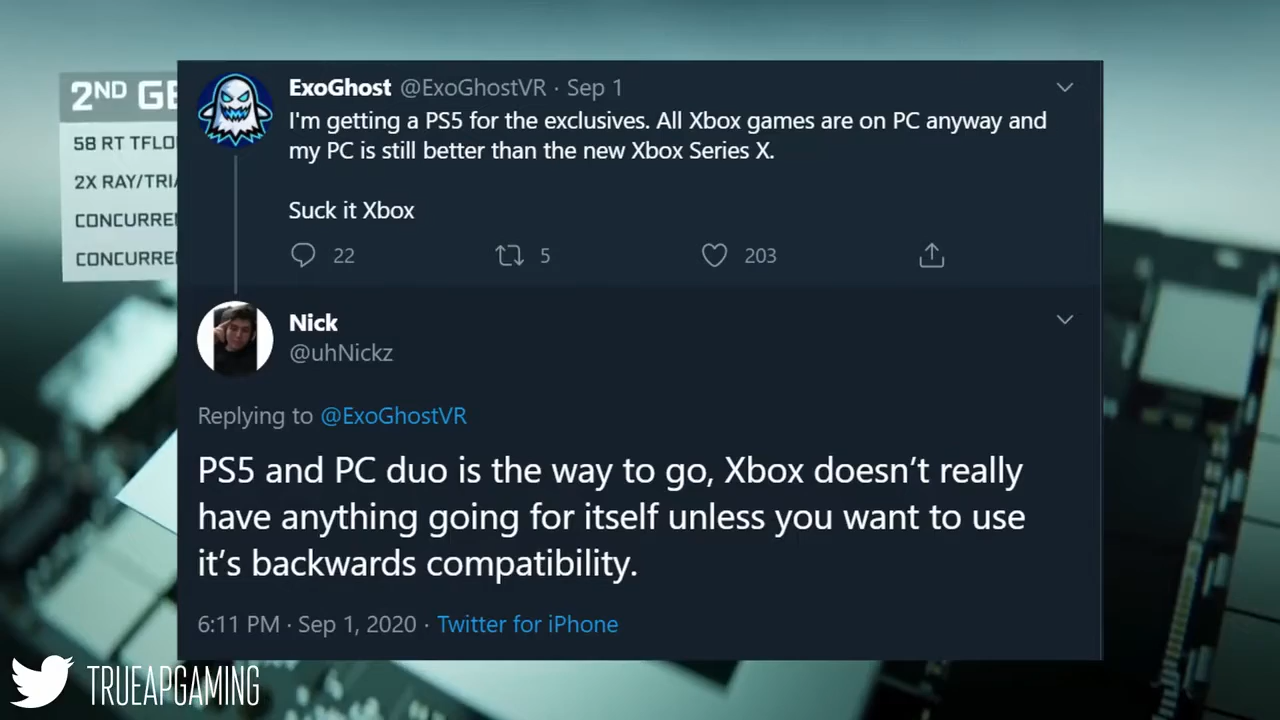 2ND GE
58 RT TFLO
2X RAY/TRIA
CONCURRE
CONCURRE
ExoGhost @ExoGhostVR · Sep 1
I'm getting a PS5 for the exclusives. All Xbox games are on PC anyway and
my PC is still better than the new Xbox Series X.
Suck it Xbox
22 5 203
Nick
@uhNickz
Replying to @ExoGhostVR
PS5 and PC duo is the way to go, Xbox doesn’t really
have anything going for itself unless you want to use
it’s backwards compatibility.
6:11 PM · Sep 1, 2020 · Twitter for iPhone
TRUEAPGAMING